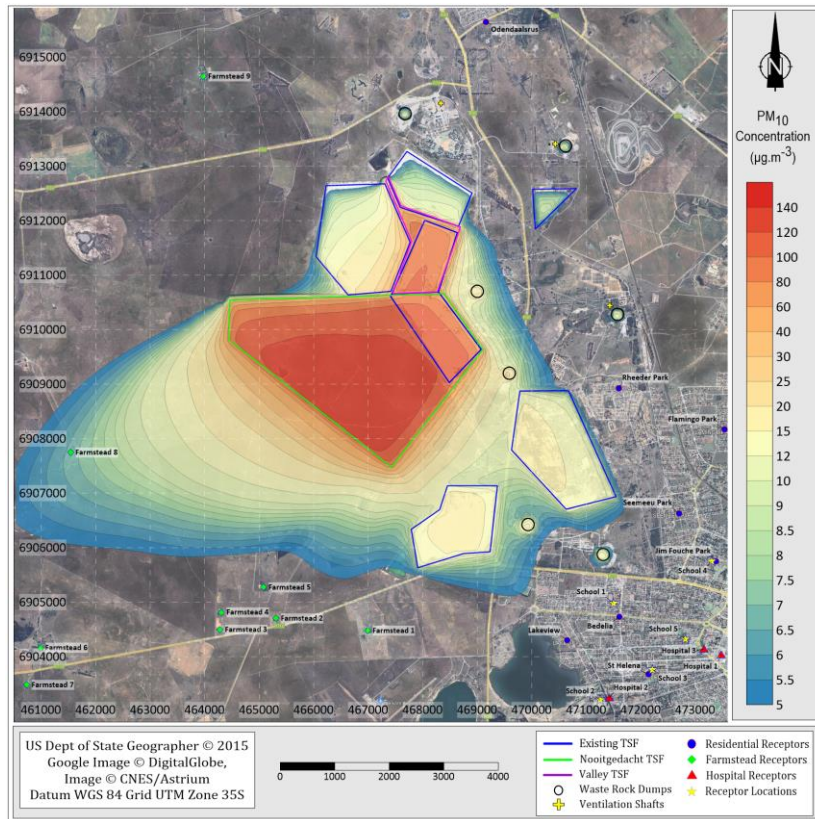 Odendaalsrus
6915000
Farmstead 9
6914000
6913000
6912000
6911000
6910000
6909000
Rheeder Park
Flamingo Park
6908000
Farmstead 8
6907000
Seemeeu Park
6906000
Jim Fouche Park
School 4
Farmstead 5
School 1
6905000
Farmstead 4
Farmstead 2
Bedelia
Farmstead 3
Farmstead 1
Lakeview
School 5
Farmstead 6
6904000
Hospital 3
St Helena
Hospital 1
School 3
Farmstead 7
School 2
Hospital 2
461000 462000 463000 464000 465000 466000 467000 468000 469000 470000 471000 472000 473000
N
PM10
Concentration
(µg.m-3)
140
120
100
80
60
40
30
25
20
15
12
10
9
8.5
8
7.5
7
6.5
6
5.5
5
US Dept of State Geographer © 2015
Google Image © DigitalGlobe,
Image © CNES/Astrium
Datum WGS 84 Grid UTM Zone 35S
0 1000 2000 3000 4000
Existing TSF
Nooitgedacht TSF
Valley TSF
Waste Rock Dumps
Ventilation Shafts
Residential Receptors
Farmstead Receptors
Hospital Receptors
Receptor Locations